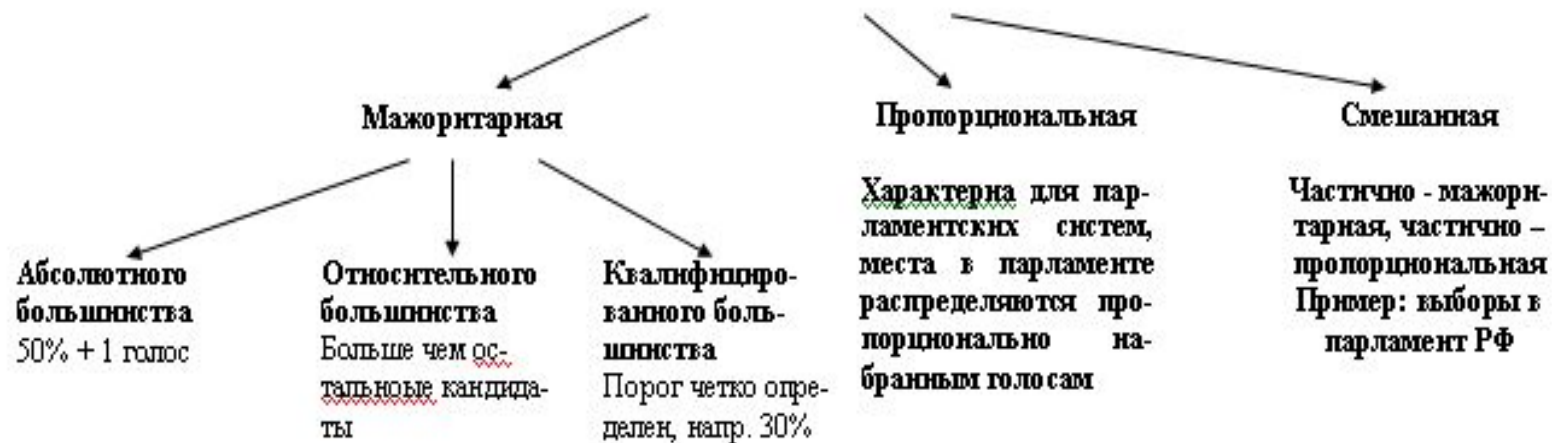 Мажоритарная
Пропорциональная
Смешанная
Абсолютного
большинства
50% + 1 голос
Относительного
большинства
Больше чем ос-
тальноые кандида-
ты
Квалифициро-
ванного боль-
шинства
Порог четко опре-
делен, напр. 30%
Характерна для пар-
ламентских систем,
места в парламенте
распределяются про-
порционально на-
бранным голосам
Частично - мажори-
тарная, частично –
пропорциональная
Пример: выборы в
парламент РФ